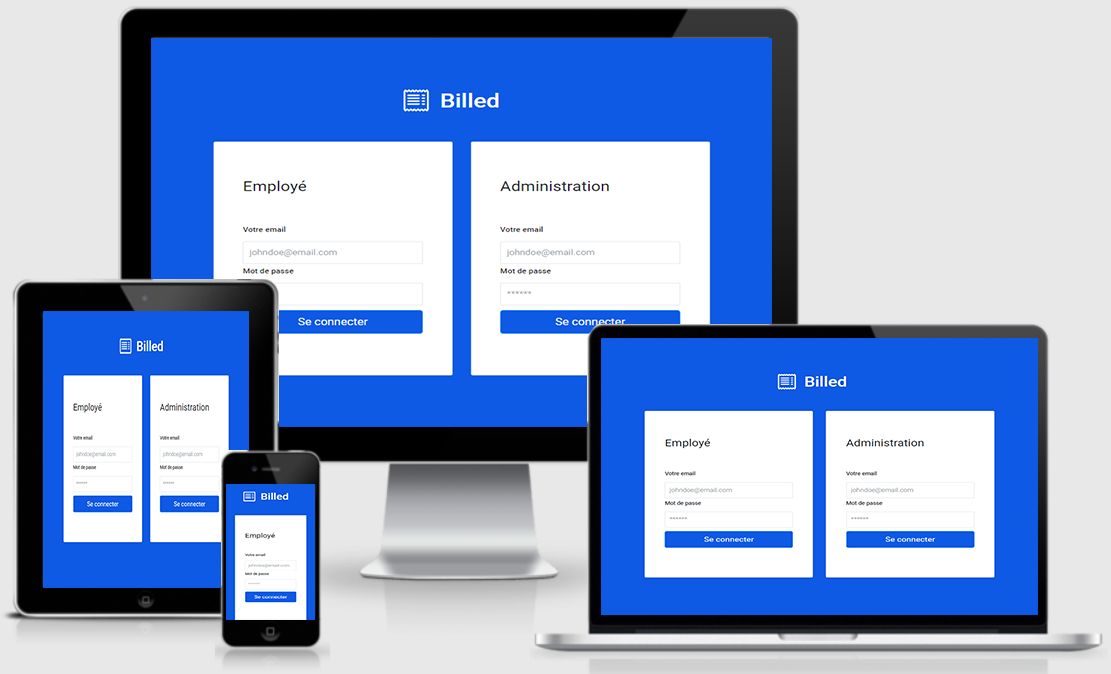 Billed
Employé
Administration
Votre email
Votre email
johndoe@email.com
johndoe@email.com
Mot de passe
Mot de passe
******
Se connecter
Se connecter
Billed
Employé
Administration
Votre email
Votre email
johndoe@email.com
johndoe@email.com
Mot de passe
Mot de passe
******
******
Se connecter
Se connecter
Billed
Employé
Votre email
johndoe@email.com
Mot de passe
******
Se connecter
Billed
Employé
Administration
Votre email
Votre email
johndoe@email.com
johndoe@email.com
Mot de passe
Mot de passe
******
******
Se connecter
Se connecter